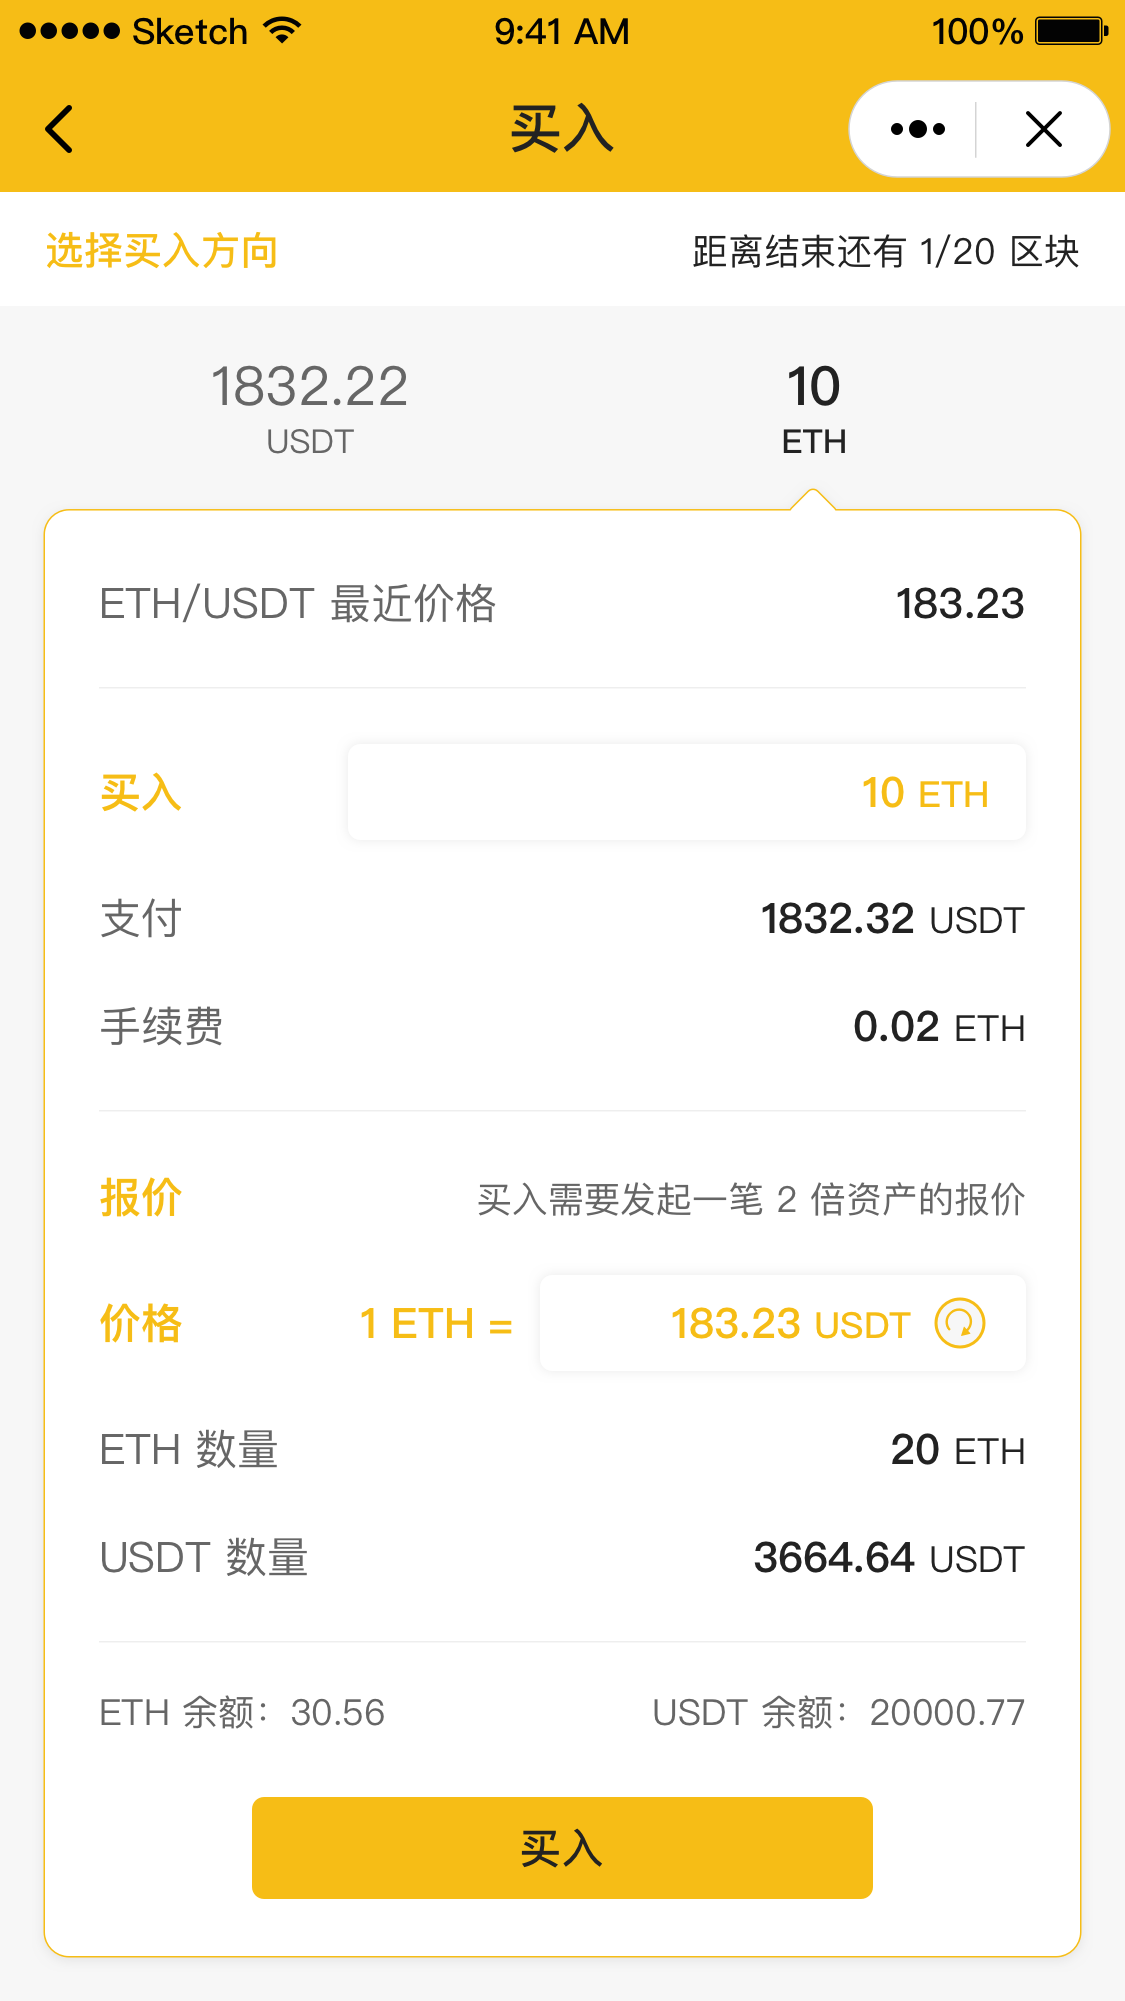 ●●●●● Sketch 9:41 AM 100%
买入
选择买入方向 距离结束还有 1/20 区块
1832.22 10
USDT ETH
ETH/USDT 最近价格 183.23
买入 10 ETH
支付 1832.32 USDT
手续费 0.02 ETH
报价 买入需要发起一笔 2 倍资产的报价
价格 1 ETH = 183.23 USDT
ETH 数量 20 ETH
USDT 数量 3664.64 USDT
ETH 余额：30.56 USDT 余额：20000.77
买入